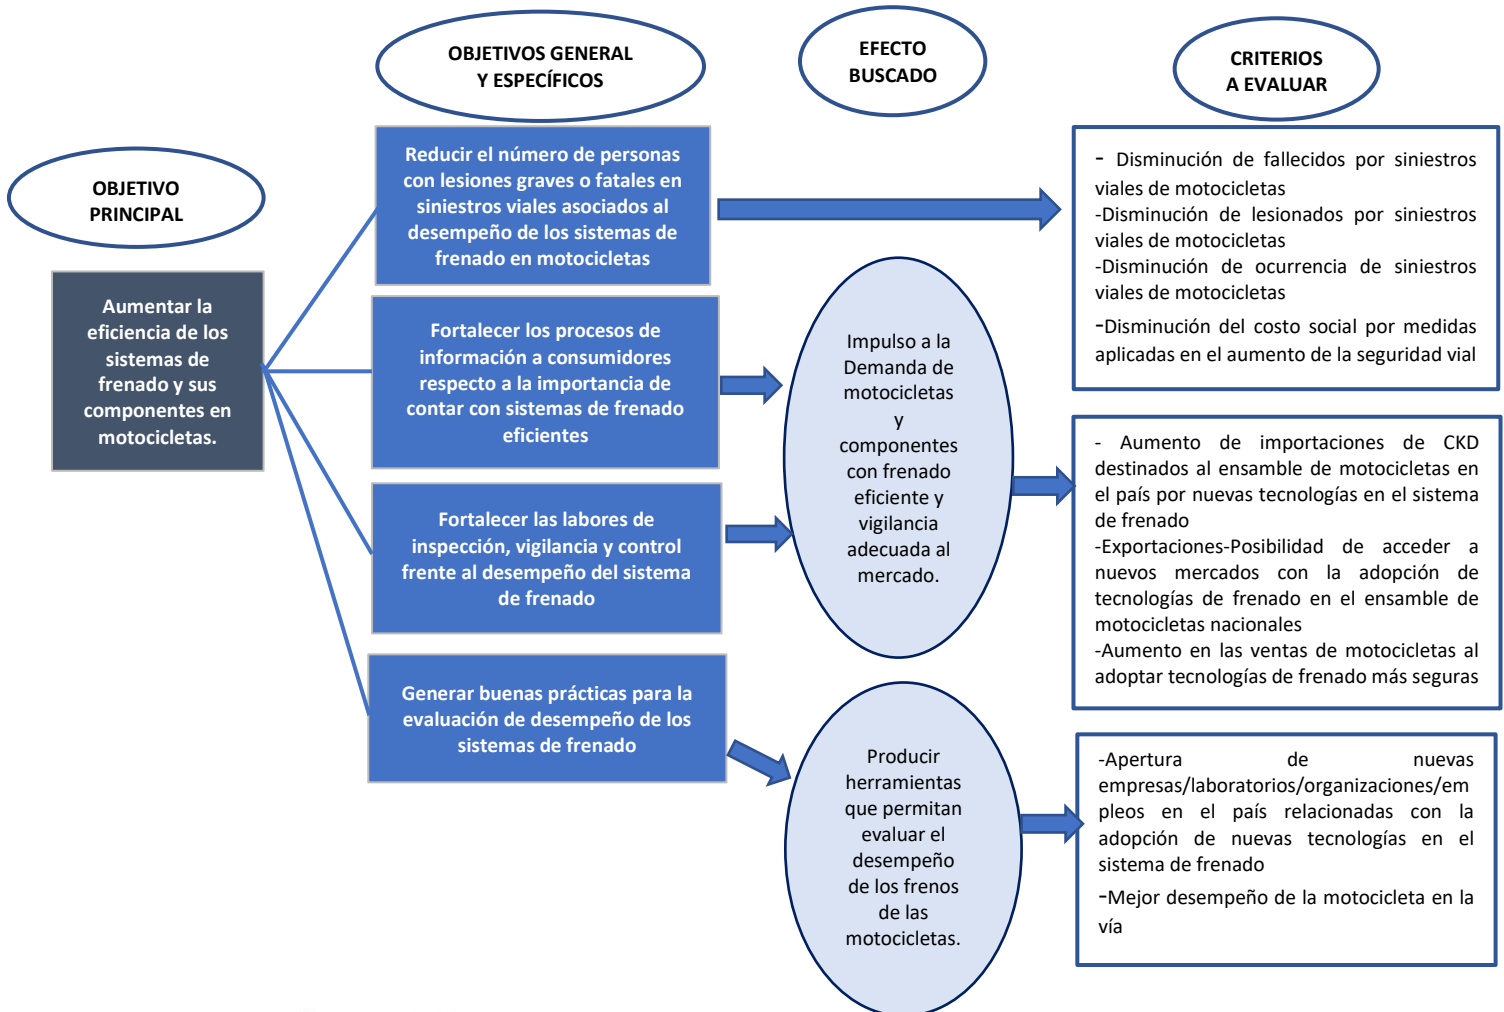 OBJETIVO
PRINCIPAL
Aumentar la
eficiencia de los
sistemas de
frenado y sus
componentes en
motocicletas.
OBJETIVOS GENERAL
Y ESPECÍFICOS
Reducir el número de personas
con lesiones graves o fatales en
siniestros viales asociados al
desempeño de los sistemas de
frenado en motocicletas
Fortalecer los procesos de
información a consumidores
respecto a la importancia de
contar con sistemas de frenado
eficientes
Fortalecer las labores de
inspección, vigilancia y control
frente al desempeño del sistema
de frenado
Generar buenas prácticas para la
evaluación de desempeño de los
sistemas de frenado
EFECTO
BUSCADO
Impulso a la
Demanda de
motocicletas
y
componentes
con frenado
eficiente y
vigilancia
adecuada al
mercado.
Producir
herramientas
que permitan
evaluar el
desempeño
de los frenos
de las
motocicletas.
CRITERIOS
A EVALUAR
- Disminución de fallecidos por siniestros
viales de motocicletas
-Disminución de lesionados por siniestros
viales de motocicletas
-Disminución de ocurrencia de siniestros
viales de motocicletas
-Disminución del costo social por medidas
aplicadas en el aumento de la seguridad vial
- Aumento de importaciones de CKD
destinados al ensamble de motocicletas en
el país por nuevas tecnologías en el sistema
de frenado
-Exportaciones-Posibilidad de acceder a
nuevos mercados con la adopción de
tecnologías de frenado en el ensamble de
motocicletas nacionales
-Aumento en las ventas de motocicletas al
adoptar tecnologías de frenado más seguras
-Apertura de nuevas
empresas/laboratorios/organizaciones/em
pleos en el país relacionadas con la
adopción de nuevas tecnologías en el
sistema de frenado
-Mejor desempeño de la motocicleta en la
vía